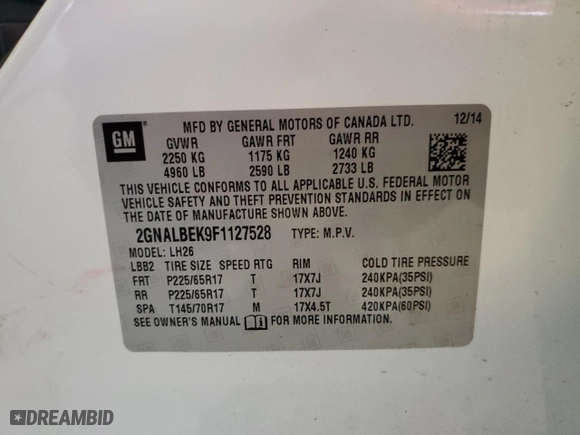 GM
MFD BY GENERAL MOTORS OF CANADA LTD. 12/14
GVWR GAWR FRT GAWR RR
2250 KG 1175 KG 1240 KG
4960 LB 2590 LB 2733 LB
THIS VEHICLE CONFORMS TO ALL APPLICABLE U.S. FEDERAL MOTOR
VEHICLE SAFETY AND THEFT PREVENTION STANDARDS IN EFFECT ON
THE DATE OF MANUFACTURE SHOWN ABOVE.
2GNALBEK9F1127528 TYPE: M.P.V.
MODEL: LH26
LBB2 TIRE SIZE SPEED RTG RIM COLD TIRE PRESSURE
FRT P225/65R17 T 17X7J 240KPA(35PSI)
RR P225/65R17 T 17X7J 240KPA(35PSI)
SPA T145/70R17 M 17X4.5T 420KPA(60PSI)
SEE OWNER'S MANUAL FOR MORE INFORMATION.
DREAMBID